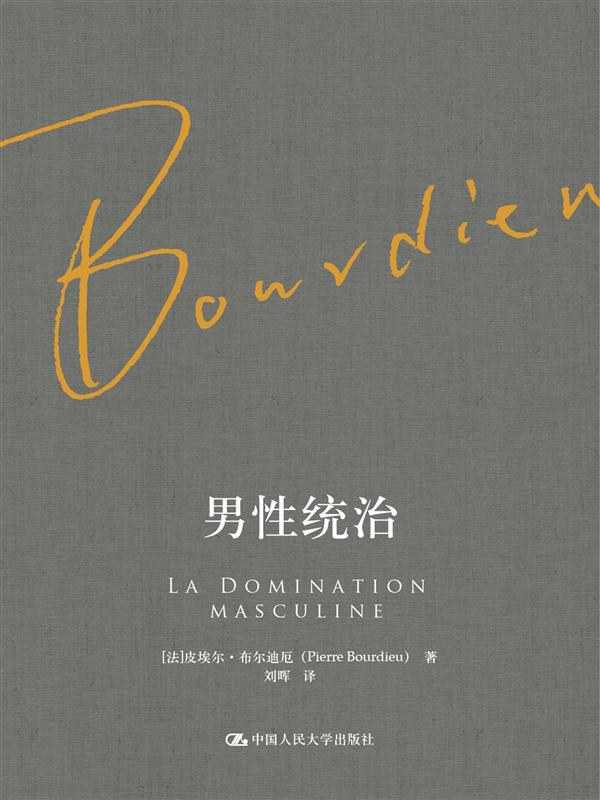 Bourdieu
男性统治
LA DOMINATION
MASCULINE
[法]皮埃尔·布尔迪厄（Pierre Bourdieu） 著
刘晖 译
中国人民大学出版社